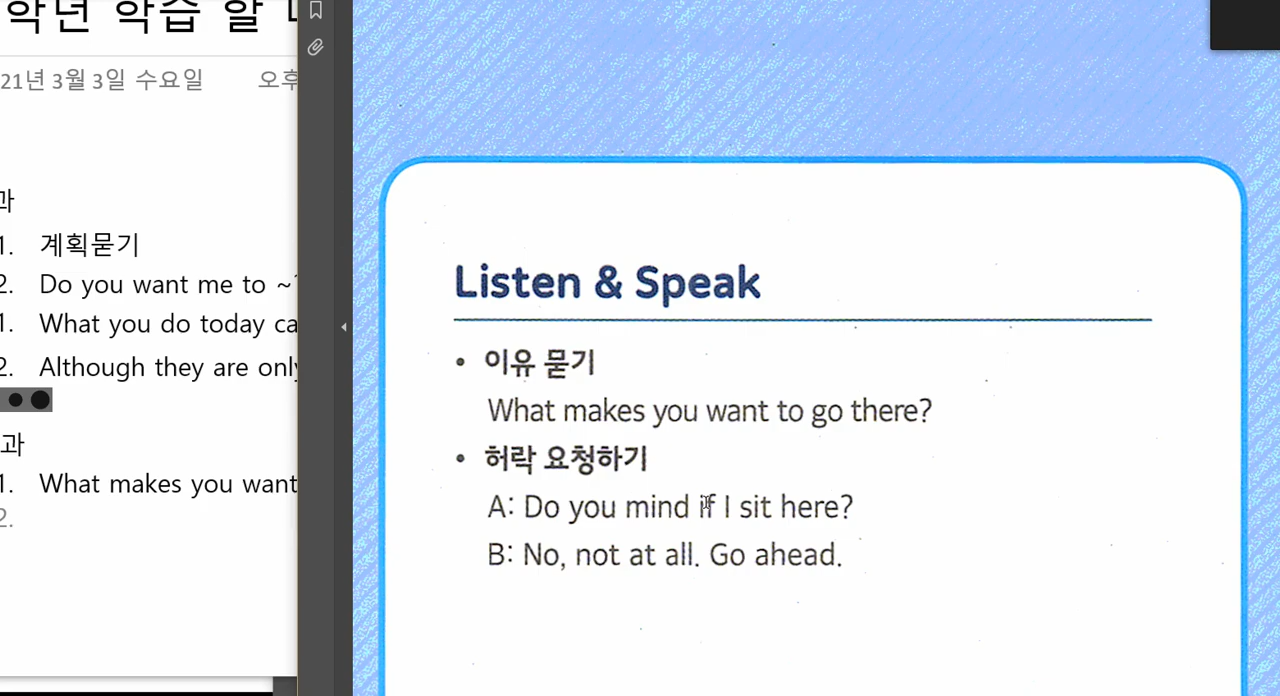 학년 학습 할
21년 3월 3일 수요일 오후
과
1. 계획묻기
2. Do you want me to ~?
1. What you do today ca
2. Although they are only
과
1. What makes you want
2.
Listen & Speak
• 이유 묻기
What makes you want to go there?
• 허락 요청하기
A: Do you mind if I sit here?
B: No, not at all. Go ahead.